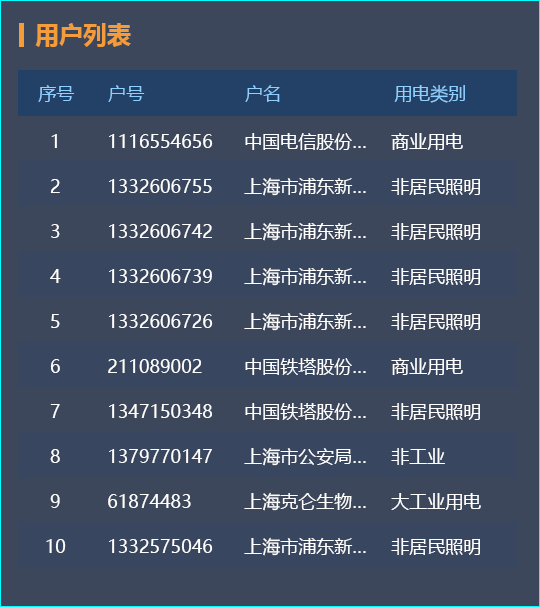 用户列表
序号 户号 户名 用电类别
1 1116554656 中国电信股份... 商业用电
2 1332606755 上海市浦东新... 非居民照明
3 1332606742 上海市浦东新... 非居民照明
4 1332606739 上海市浦东新... 非居民照明
5 1332606726 上海市浦东新... 非居民照明
6 211089002 中国铁塔股份... 商业用电
7 1347150348 中国铁塔股份... 非居民照明
8 1379770147 上海市公安局... 非工业
9 61874483 上海克仑生物... 大工业用电
10 1332575046 上海市浦东新... 非居民照明